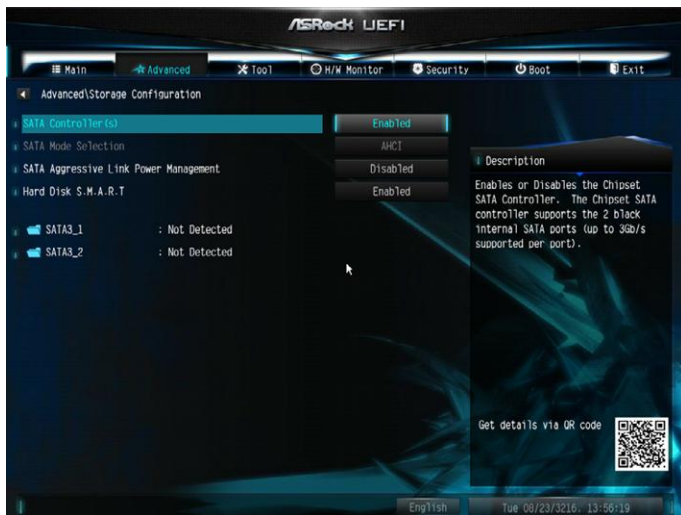 ASRock UEFI
Main Advanced Tool H/W Monitor Security Boot Exit
Advanced\Storage Configuration
SATA Controller(s) Enabled
SATA Mode Selection AHCI
SATA Aggressive Link Power Management Disabled
Hard Disk S.M.A.R.T Enabled
SATA3_1 : Not Detected
SATA3_2 : Not Detected
Description
Enables or Disables the Chipset
SATA Controller. The Chipset SATA
controller supports the 2 black
internal SATA ports (up to 3Gb/s
supported per port).
Get details via QR code
English Tue 08/23/3216. 13:56:19